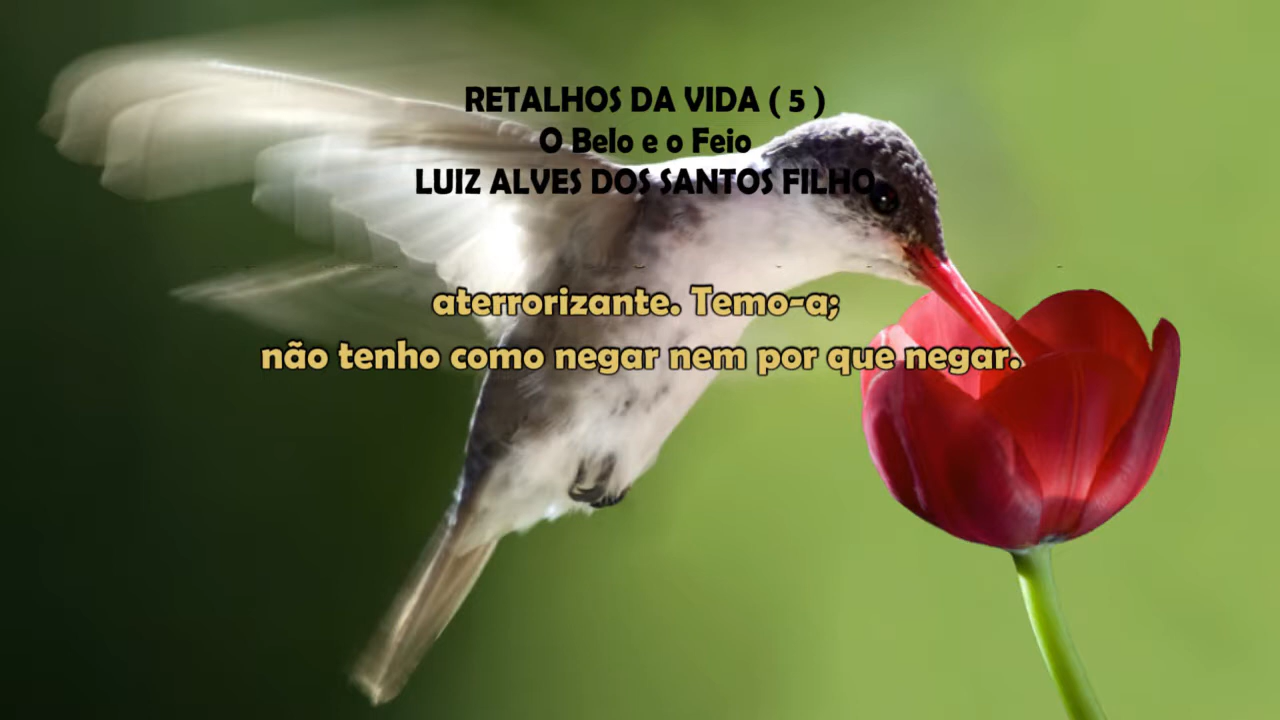 RETALHOS DA VIDA ( 5 )
O Belo e o Feio
LUIZ ALVES DOS SANTOS FILHO
aterrorizante. Temo-a;
não tenho como negar nem por que negar.